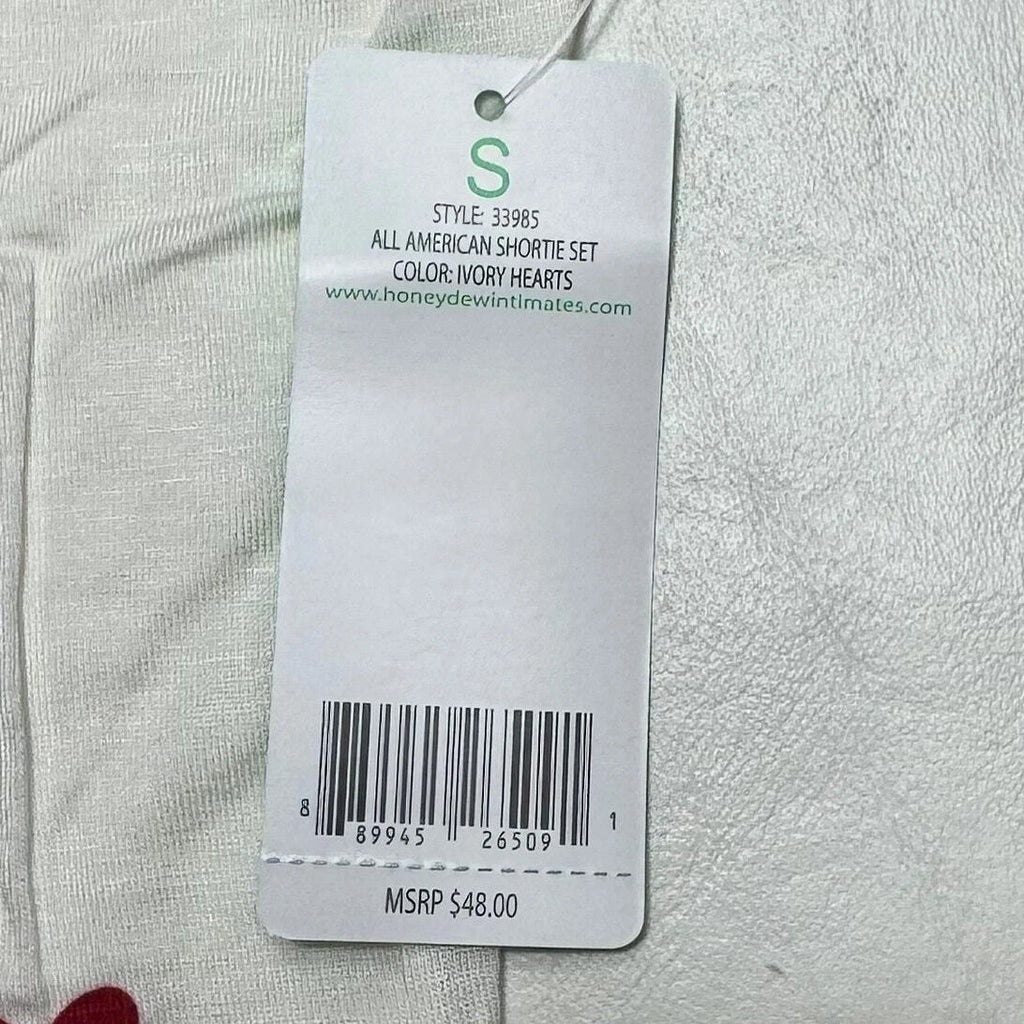 S
STYLE: 33985
ALL AMERICAN SHORTIE SET
COLOR: IVORY HEARTS
www.honeydewintimates.com
8 89945 26509 1
MSRP $48.00